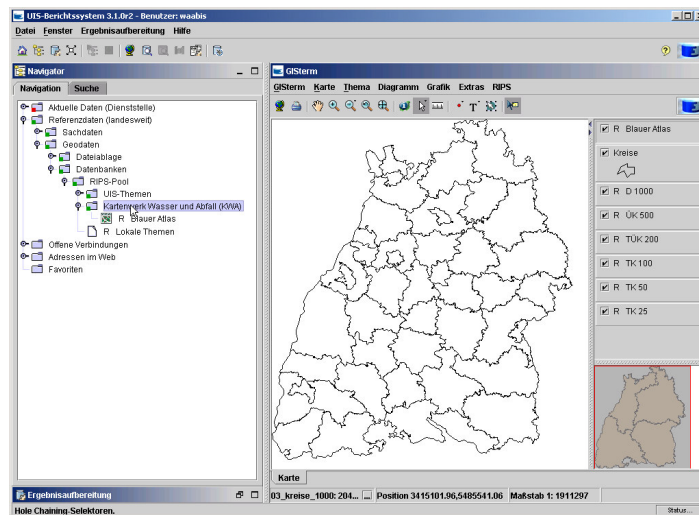 UIS-Berichtssystem 3.1.0r2 - Benutzer: waabis
Datei Fenster Ergebnisaufbereitung Hilfe
Navigator
Navigation Suche
Aktuelle Daten (Dienststelle)
Referenzdaten (landesweit)
Sachdaten
Geodaten
Dateiablage
Datenbanken
RIPS-Pool
UIS-Themen
Kartenwerk Wasser und Abfall (KWA)
R Blauer Atlas
R Lokale Themen
Offene Verbindungen
Adressen im Web
Favoriten
Ergebnisaufbereitung
Hole Chaining-Selektoren.
GISterm
GISterm Karte Thema Diagramm Grafik Extras RIPS
T
R Blauer Atlas
Kreise
R D 1000
R ÜK 500
R TÜK 200
R TK 100
R TK 50
R TK 25
Karte
03_kreise_1000: 204... ... Position 3415101.96,5485541.06 Maßstab 1: 1911297
Status...